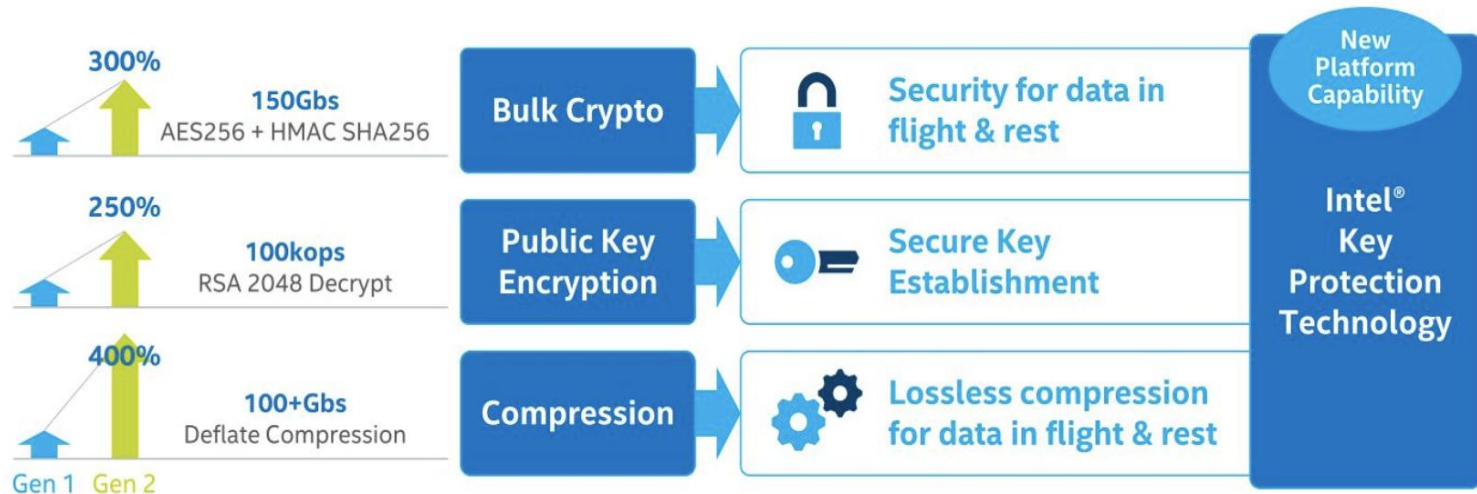 300%
150Gbs
AES256 + HMAC SHA256
Bulk Crypto
Security for data in
flight & rest
New
Platform
Capability
250%
100kops
RSA 2048 Decrypt
Public Key
Encryption
Secure Key
Establishment
Intel®
Key
Protection
Technology
400%
100+Gbs
Deflate Compression
Compression
Lossless compression
for data in flight & rest
Gen 1 Gen 2